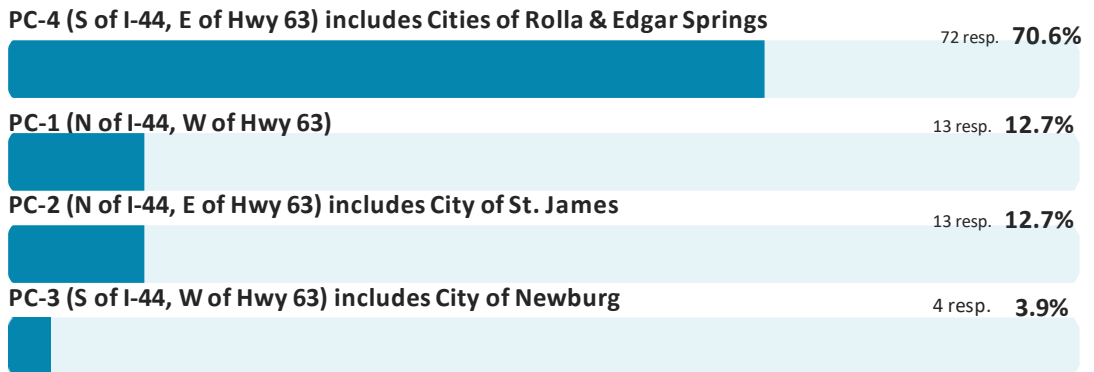 PC-4 (S of I-44, E of Hwy 63) includes Cities of Rolla & Edgar Springs 72 resp. 70.6%
PC-1 (N of I-44, W of Hwy 63) 13 resp. 12.7%
PC-2 (N of I-44, E of Hwy 63) includes City of St. James 13 resp. 12.7%
PC-3 (S of I-44, W of Hwy 63) includes City of Newburg 4 resp. 3.9%